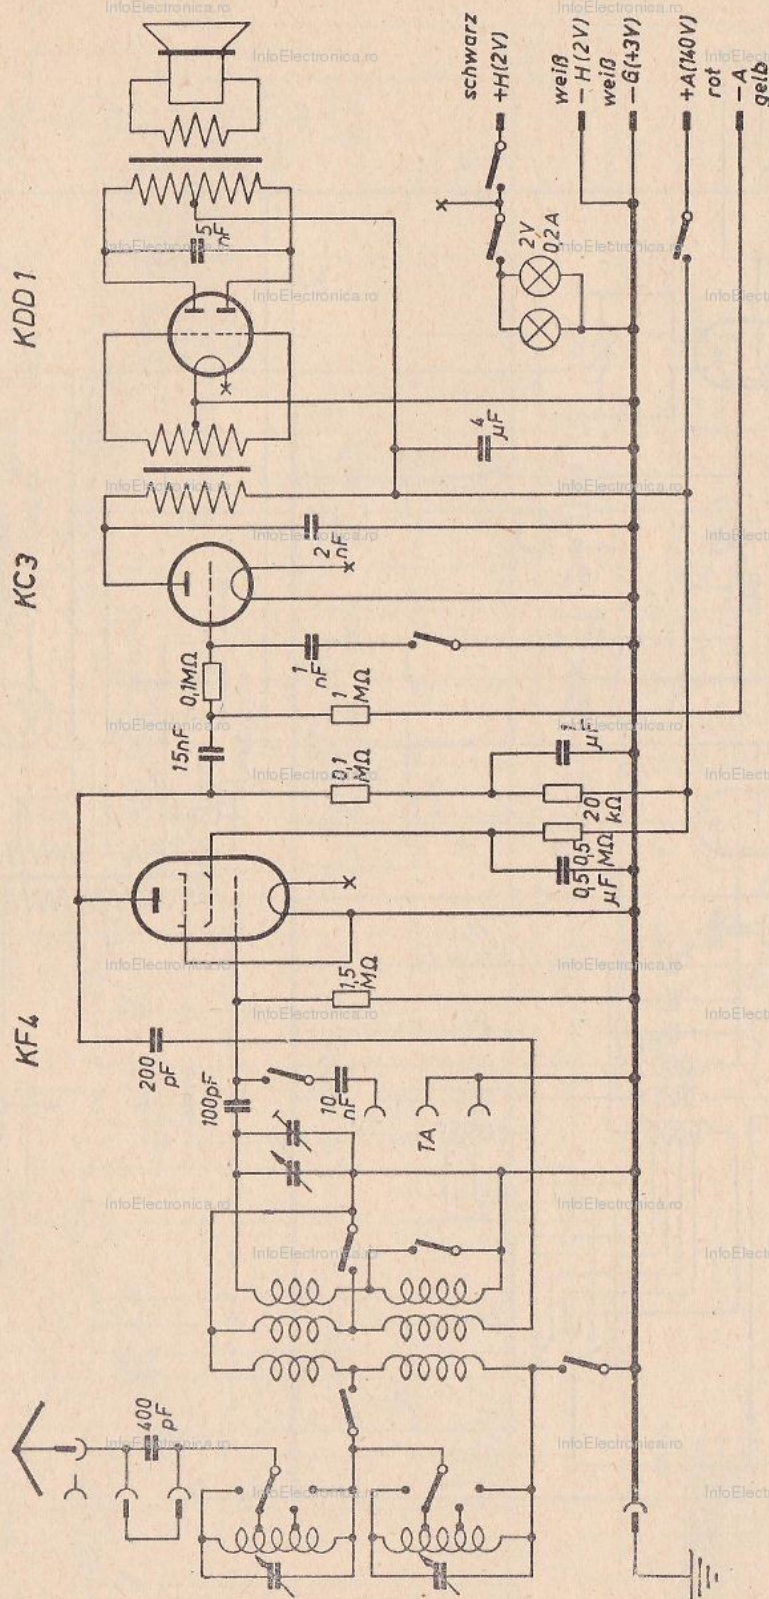 KF4
KC3
KDD1
400
pF
200
pF
100pF
10
nF
TA
1,5
MΩ
0,5
μF
0,5
MΩ
20
kΩ
1
μF
0,1
MΩ
15nF
0,1MΩ
1
MΩ
1
nF
2
nF
4
μF
5
nF
2V
0,2A
schwarz
+H(2V)
weiß
-H(2V)
weiß
-G(+3V)
+A(140V)
rot
-A
gelb
InfoElectronica.ro